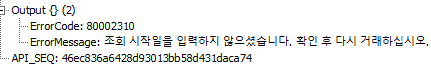 Output {} (2)
ErrorCode: 80002310
ErrorMessage: 조회 시작일을 입력하지 않으셨습니다. 확인 후 다시 거래하십시오.
API_SEQ: 46ec836a6428d93013bb58d431daca74